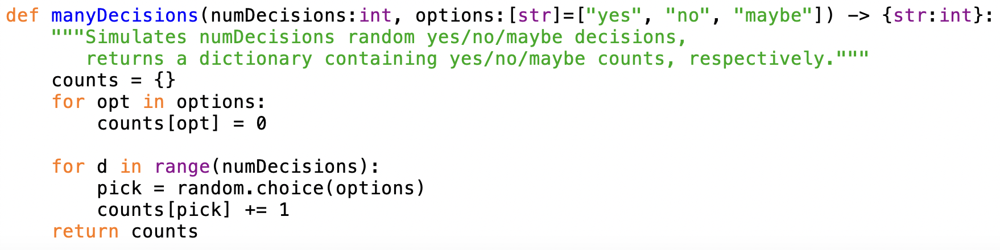 def manyDecisions(numDecisions:int, options:[str]=["yes", "no", "maybe"]) -> {str:int}:
    """Simulates numDecisions random yes/no/maybe decisions,
       returns a dictionary containing yes/no/maybe counts, respectively."""
    counts = {}
    for opt in options:
        counts[opt] = 0

    for d in range(numDecisions):
        pick = random.choice(options)
        counts[pick] += 1
    return counts